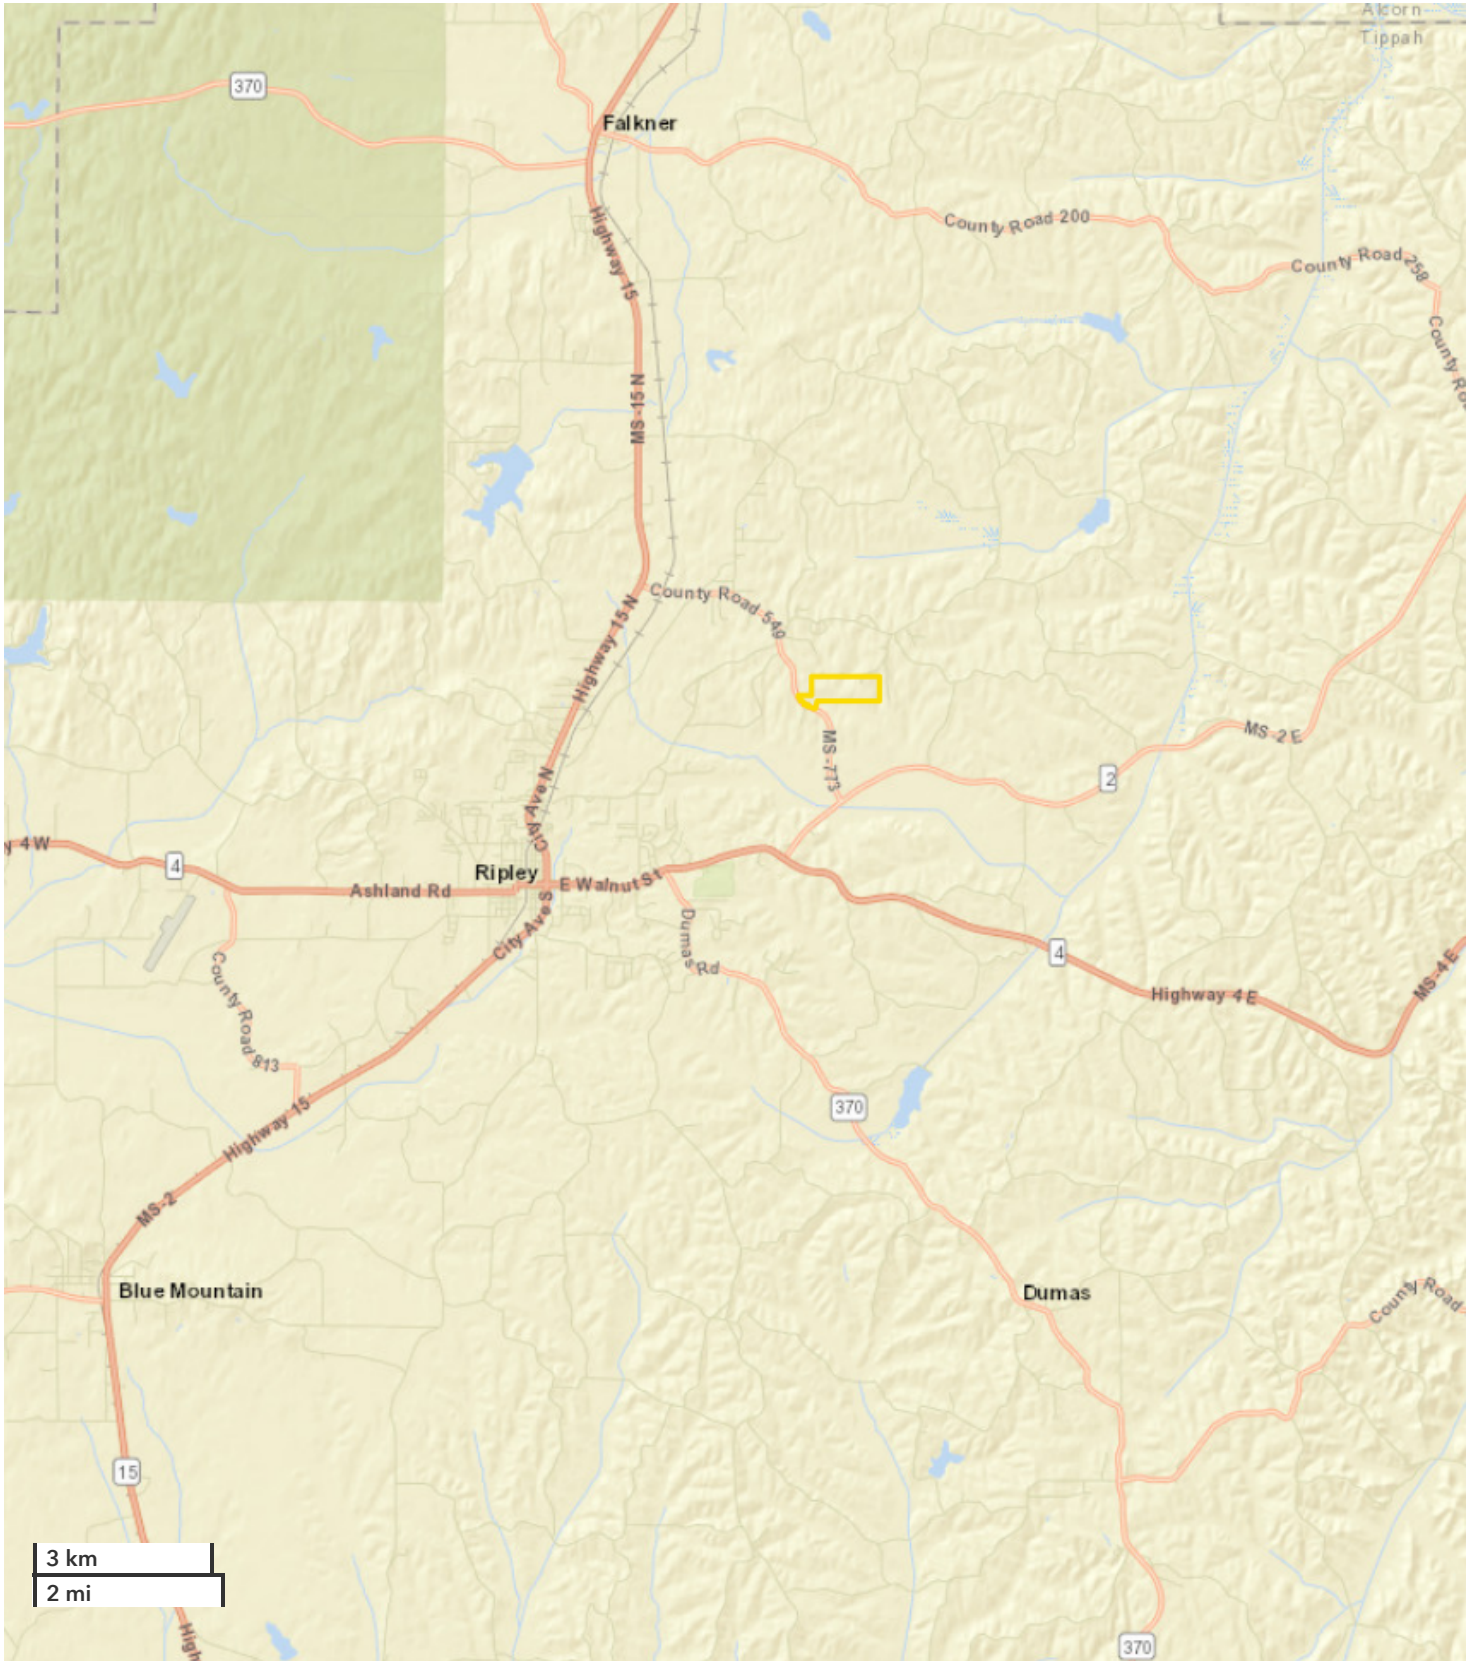 Alcorn
Tippah
370
Falkner
Highway 15
County Road 200
County Road 258
County Ro
MS-15 N
County Road 549
Highway 15 N
MS-773
MS 2 E
2
City Ave N
y 4 W
4
Ripley
Ashland Rd
E Walnut St
City Ave S
Dumas Rd
4
Highway 4 E
MS-4 E
County Road 813
370
Highway 15
MS-2
Blue Mountain
Dumas
County Road
15
3 km
2 mi
High
370